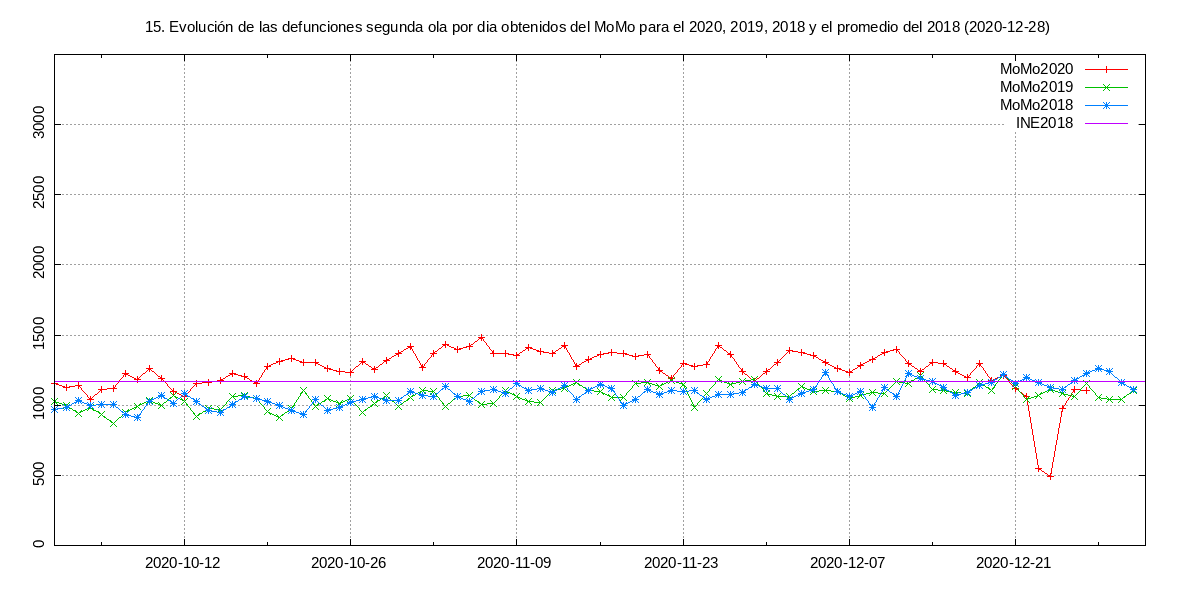 15. Evolución de las defunciones segunda ola por dia obtenidos del MoMo para el 2020, 2019, 2018 y el promedio del 2018 (2020-12-28)
MoMo2020
MoMo2019
MoMo2018
INE2018
3000
2500
2000
1500
1000
500
0
2020-10-12
2020-10-26
2020-11-09
2020-11-23
2020-12-07
2020-12-21